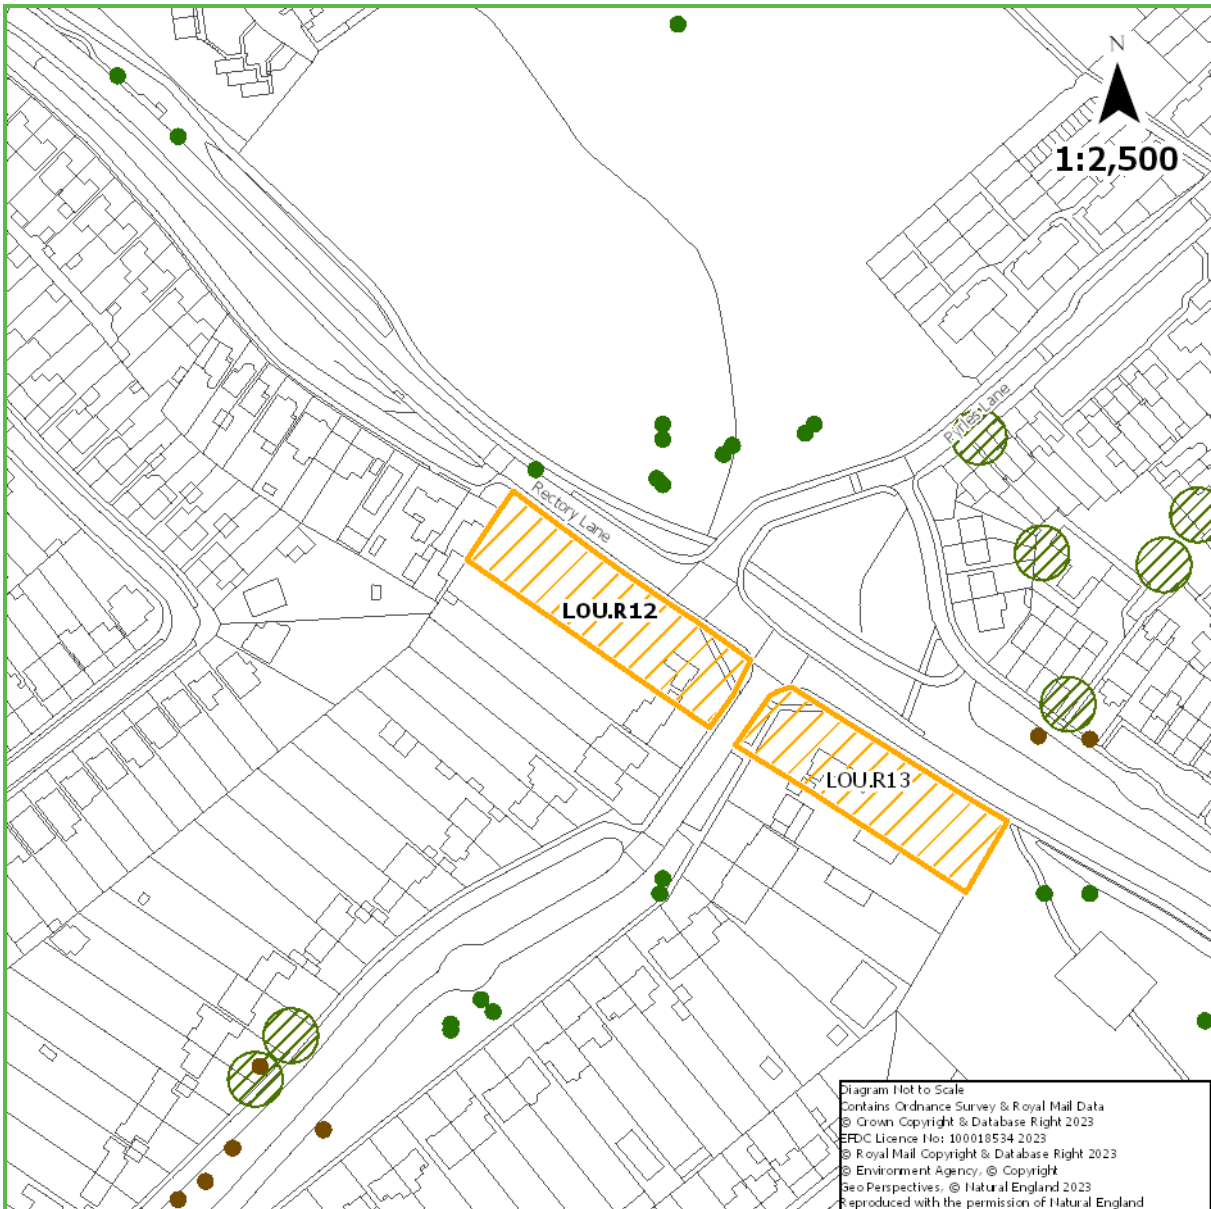 N
1:2,500
Pyrles Lane
Rectory Lane
LOU.R12
LOU.R13
Diagram Not to Scale
Contains Ordnance Survey & Royal Mail Data
© Crown Copyright & Database Right 2023
EFDC Licence No: 100018534 2023
© Royal Mail Copyright & Database Right 2023
© Environment Agency, © Copyright
Geo Perspectives, © Natural England 2023
Reproduced with the permission of Natural England